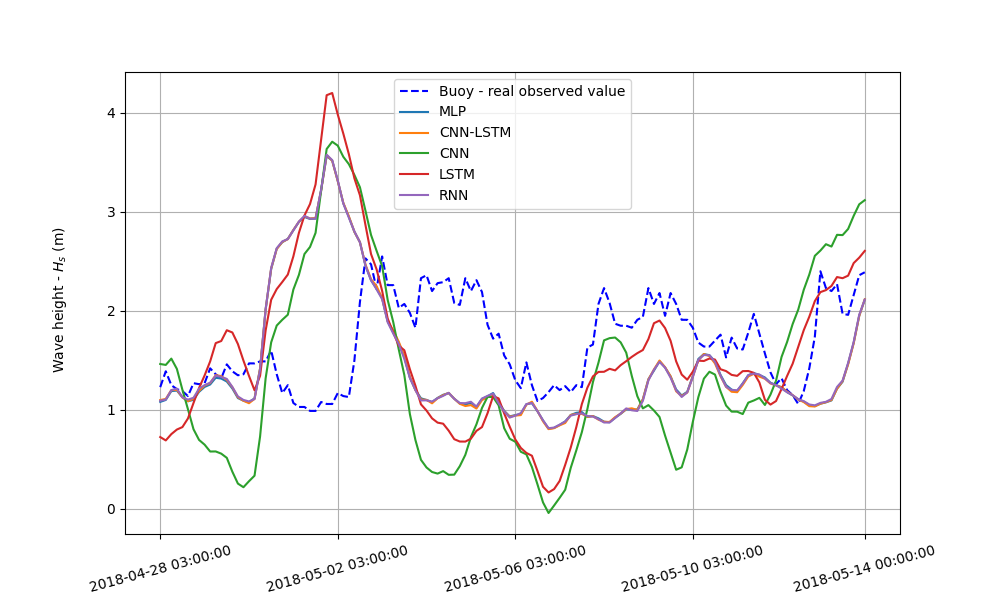 Buoy - real observed value
MLP
CNN-LSTM
CNN
LSTM
RNN
Wave height - Hₛ (m)
4
3
2
1
0
2018-04-28 03:00:00
2018-05-02 03:00:00
2018-05-06 03:00:00
2018-05-10 03:00:00
2018-05-14 00:00:00